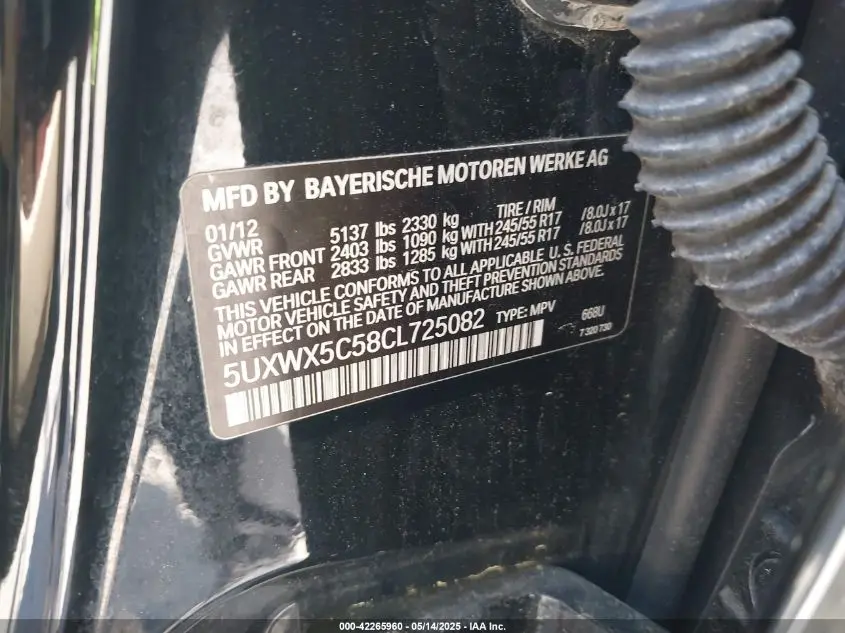 MFD BY BAYERISCHE MOTOREN WERKE AG
01/12 TIRE / RIM
GVWR 5137 lbs 2330 kg
GAWR FRONT 2403 lbs 1090 kg WITH 245/55 R17 /8.0J x 17
GAWR REAR 2833 lbs 1285 kg WITH 245/55 R17 /8.0J x 17
THIS VEHICLE CONFORMS TO ALL APPLICABLE U.S. FEDERAL
MOTOR VEHICLE SAFETY AND THEFT PREVENTION STANDARDS
IN EFFECT ON THE DATE OF MANUFACTURE SHOWN ABOVE.
5UXWX5C58CL725082 TYPE: MPV 668U
7 320 730
000-42265960 - 05/14/2025 - IAA Inc.